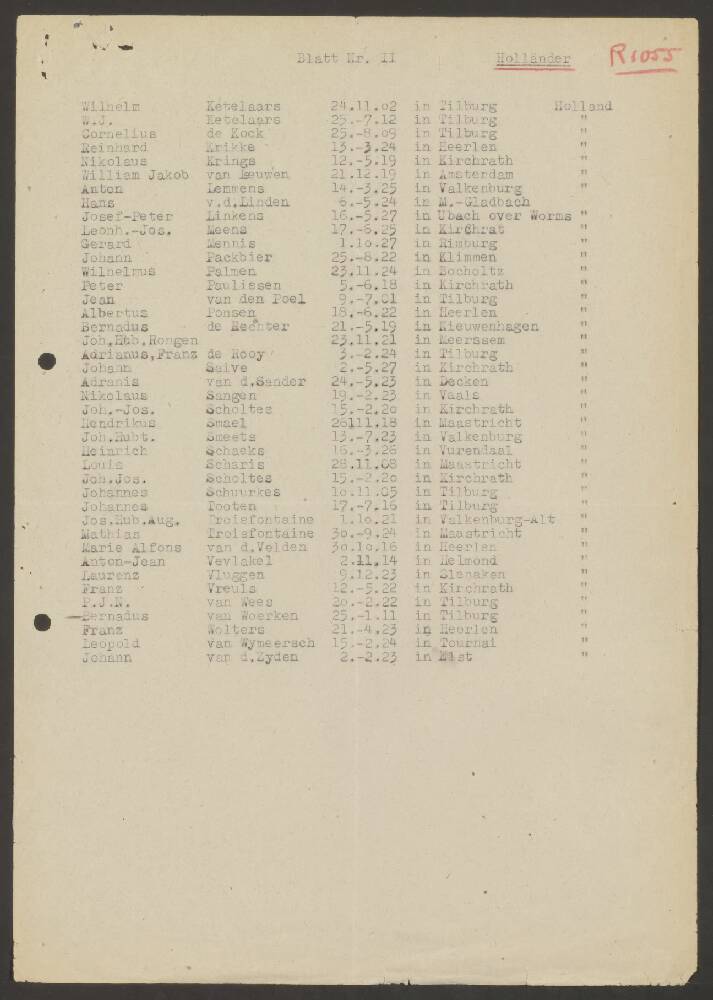 Blatt Nr. II Holländer R1055
Wilhelm Ketelaars 24.11.02 in Tilburg Holland
W.J. Ketelaars 25.-7.12 in Tilburg "
Cornelius de Kock 25.-8.09 in Tilburg "
Reinhard Krikke 13.-3.24 in Heerlen "
Nikolaus Krings 12.-5.19 in Kirchrath "
William Jakob van Leuwen 21.12.19 in Amsterdam "
Anton Lemmens 14.-3.25 in Valkenburg "
Hans v.d.Linden 6.-5.24 in M.-Gladbach
Josef-Peter Linkens 16.-5.27 in Ubach over Worms "
Leonh.-Jos. Meens 17.-6.25 in Kirchrat "
Gerard Mennis 1.10.27 in Rimburg "
Johann Packbier 25.-8.22 in Klimmen "
Wilhelmus Palmen 23.11.24 in Bocholtz "
Peter Paulissen 5.-6.18 in Kirchrath "
Jean van den Poel 9.-7.01 in Tilburg "
Albertus Ponsen 18.-6.22 in Heerlen "
Bernadus de Rechter 21.-5.19 in Nieuwenhagen "
Joh.Htb.Rongen 23.11.21 in Meerssem "
Adrianus,Franz de Rooy 3.-2.24 in Tilburg "
Johann Saive 2.-5.27 in Kirchrath "
Adranis van d.Sander 24.-5.23 in Decken "
Nikolaus Sangen 19.-2.23 in Vaals "
Joh.-Jos. Scholtes 15.-2.20 in Kirchrath "
Hendrikus Smael 26111.18 in Maastricht "
Joh.Hubt. Smeets 13.-7.23 in Valkenburg "
Heinrich Schaeks 16.-3.26 in Vurendaal "
Louis Scharis 28.11.08 in Maastricht "
Joh.Jos. Scholtes 15.-2.20 in Kirchrath "
Johannes Schuurkes 10.11.05 in Tilburg "
Johannes Tooten 17.-7.16 in Tilburg "
Jos.Hub.Aug. Troisfontaine 1.10.21 in Valkenburg-Alt "
Mathias Troisfontaine 30.-9.24 in Maastricht "
Marie Alfons van d.Velden 30.10.16 in Heerlen "
Anton-Jean Vevlakel 2.11.14 in Helmond "
Laurenz Vluggen 9.12.23 in Slenaken "
Franz Vreuls 12.-5.22 in Kirchrath "
P.J.N. van Wees 20.-2.22 in Tilburg "
Bernadus van Woerken 25.-1.11 in Tilburg "
Franz Wolters 21.-4.23 in Heerlen "
Leopold van Wymeersch 15.-2.24 in Tournai "
Johann van d.Zyden 2.-2.23 in "